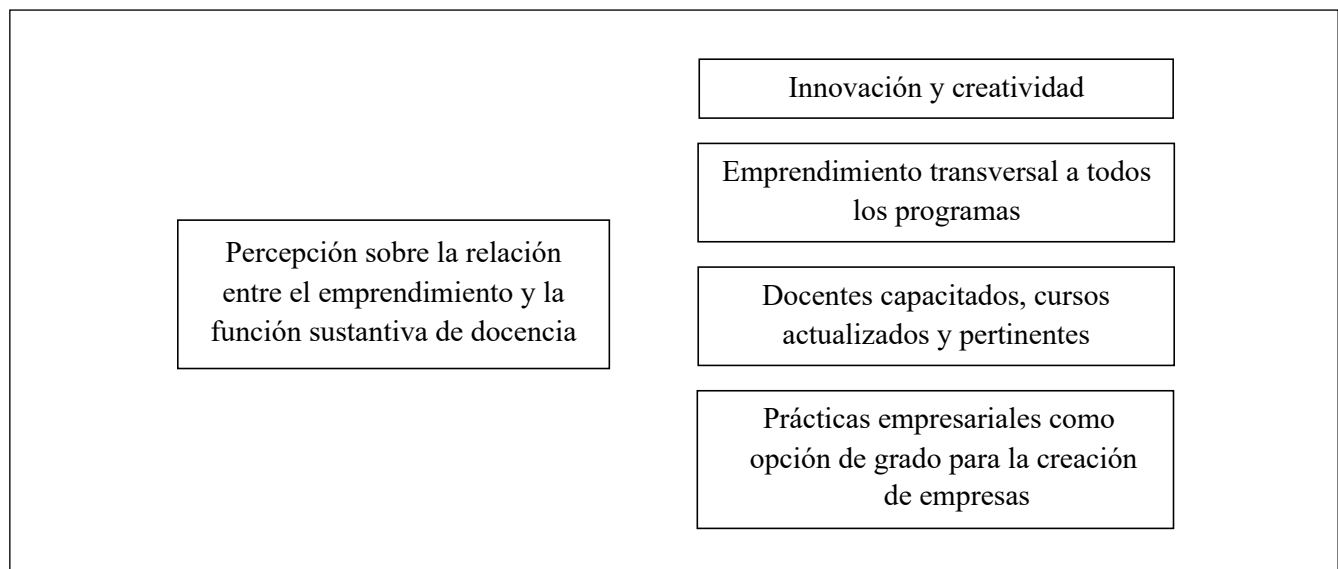 Percepción sobre la relación
entre el emprendimiento y la
función sustantiva de docencia
Innovación y creatividad
Emprendimiento transversal a todos
los programas
Docentes capacitados, cursos
actualizados y pertinentes
Prácticas empresariales como
opción de grado para la creación
de empresas